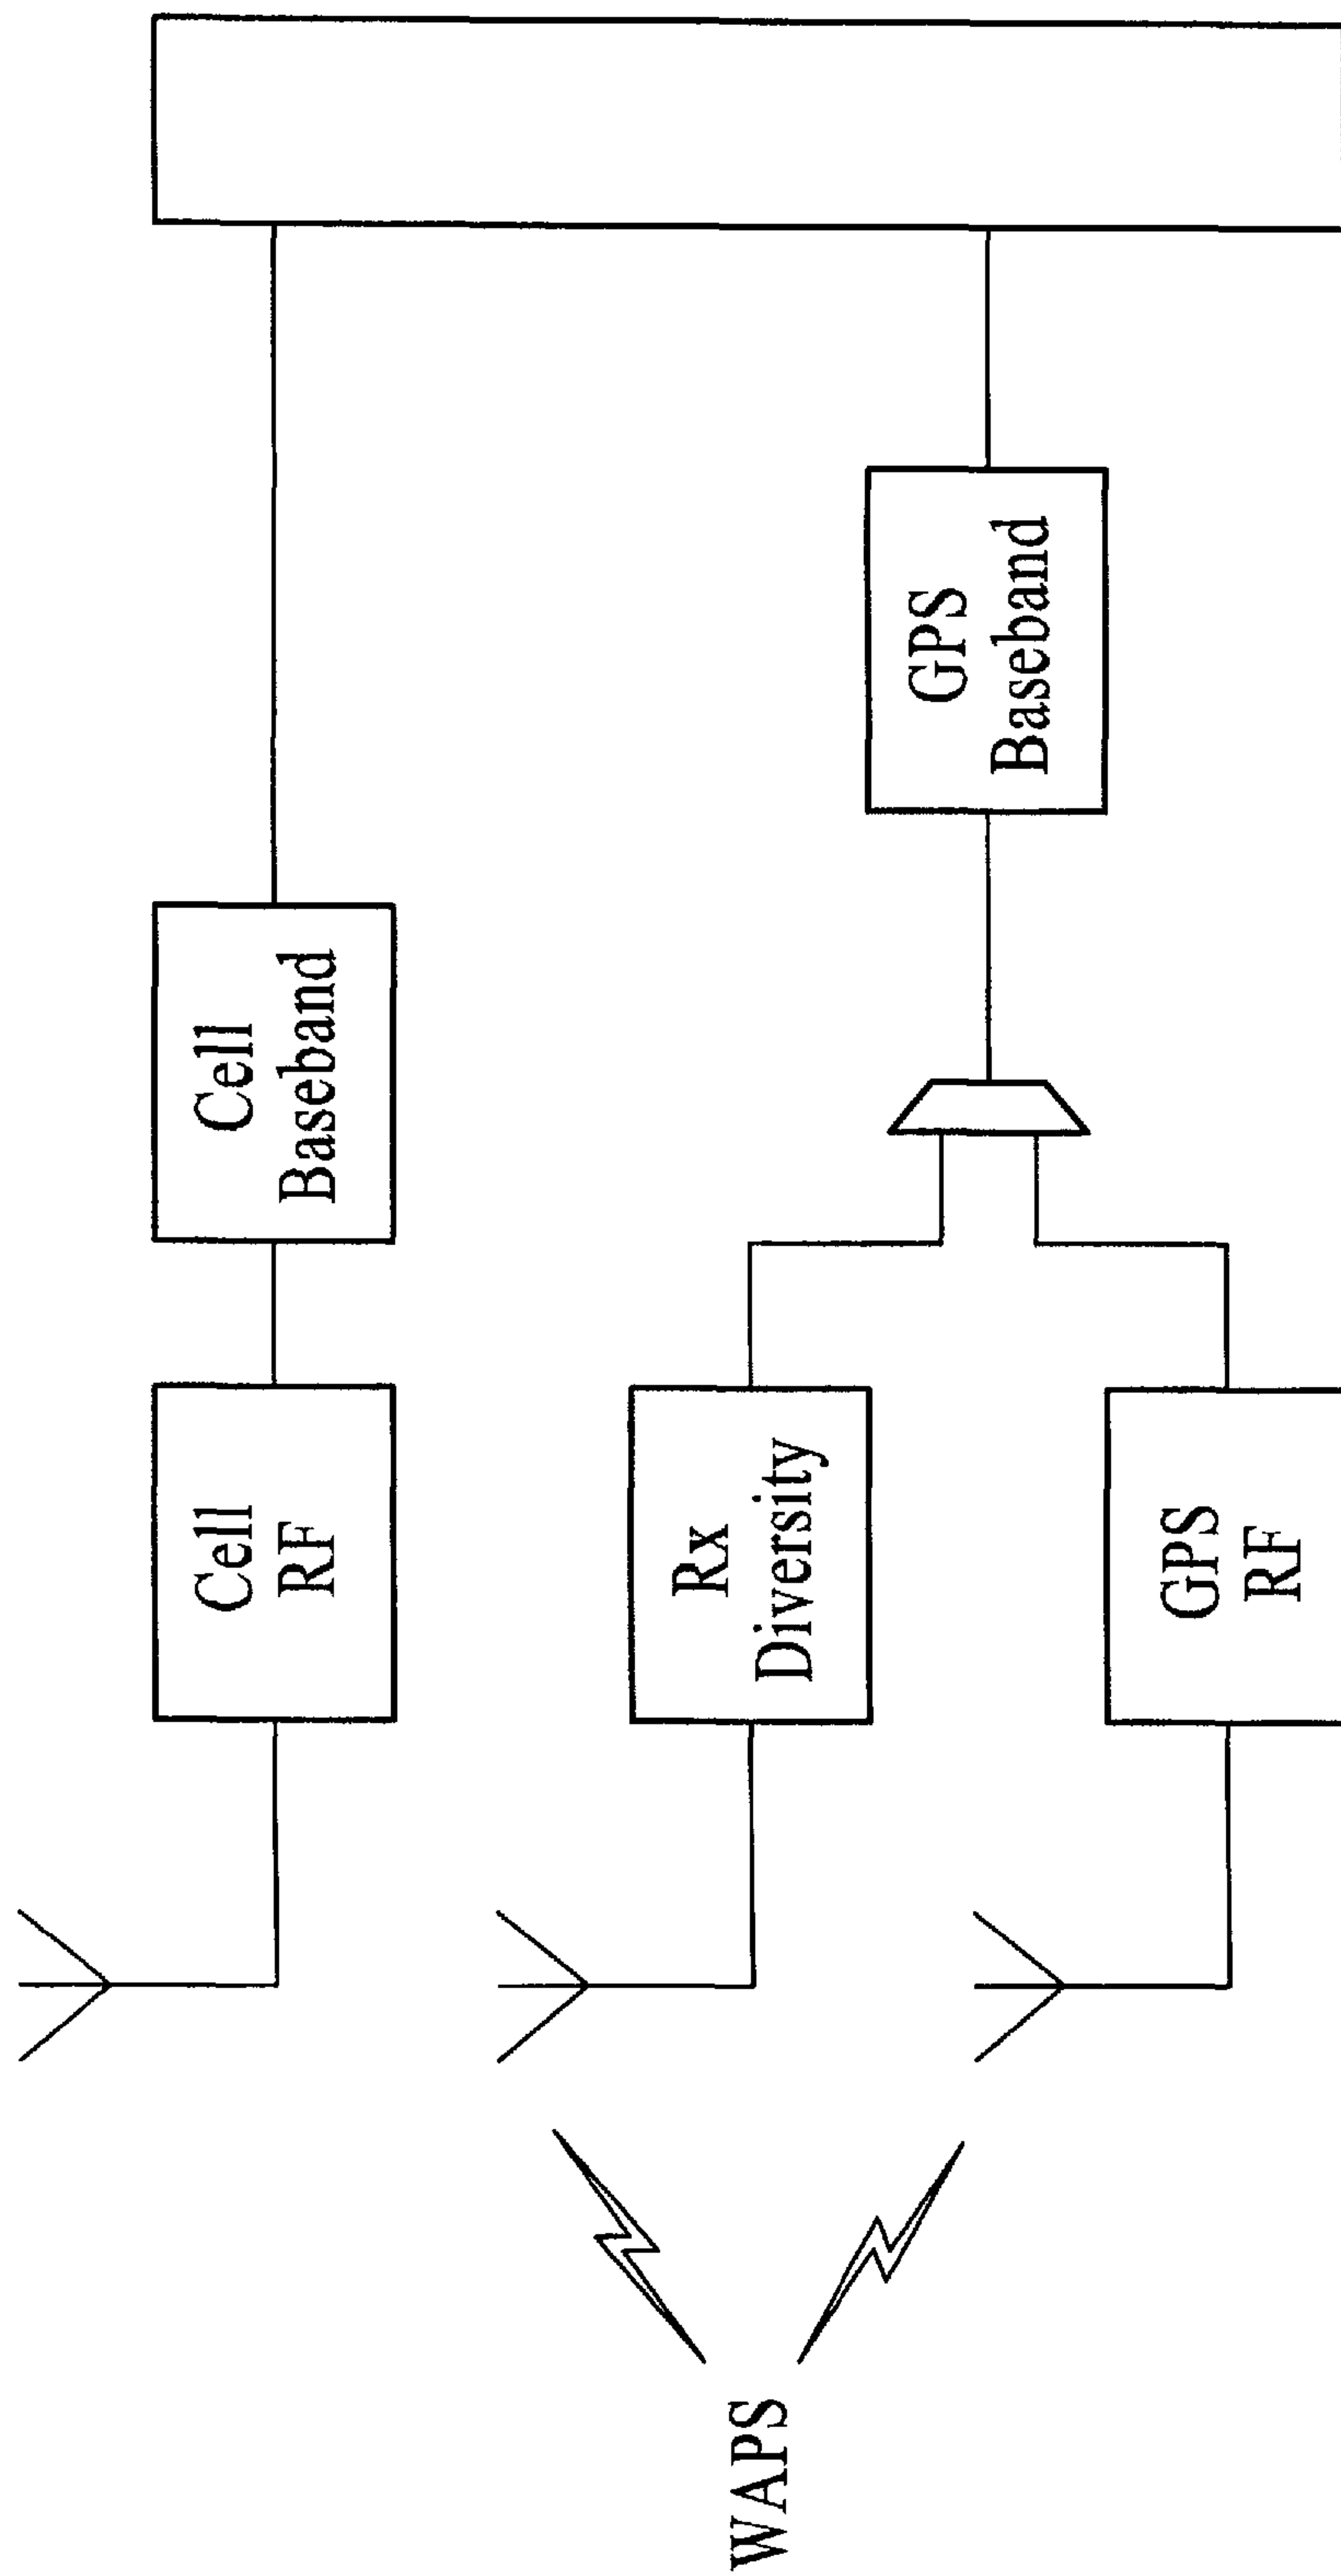 Cell
RF
Cell
Baseband
Rx
Diversity
GPS
Baseband
WAPS
GPS
RF